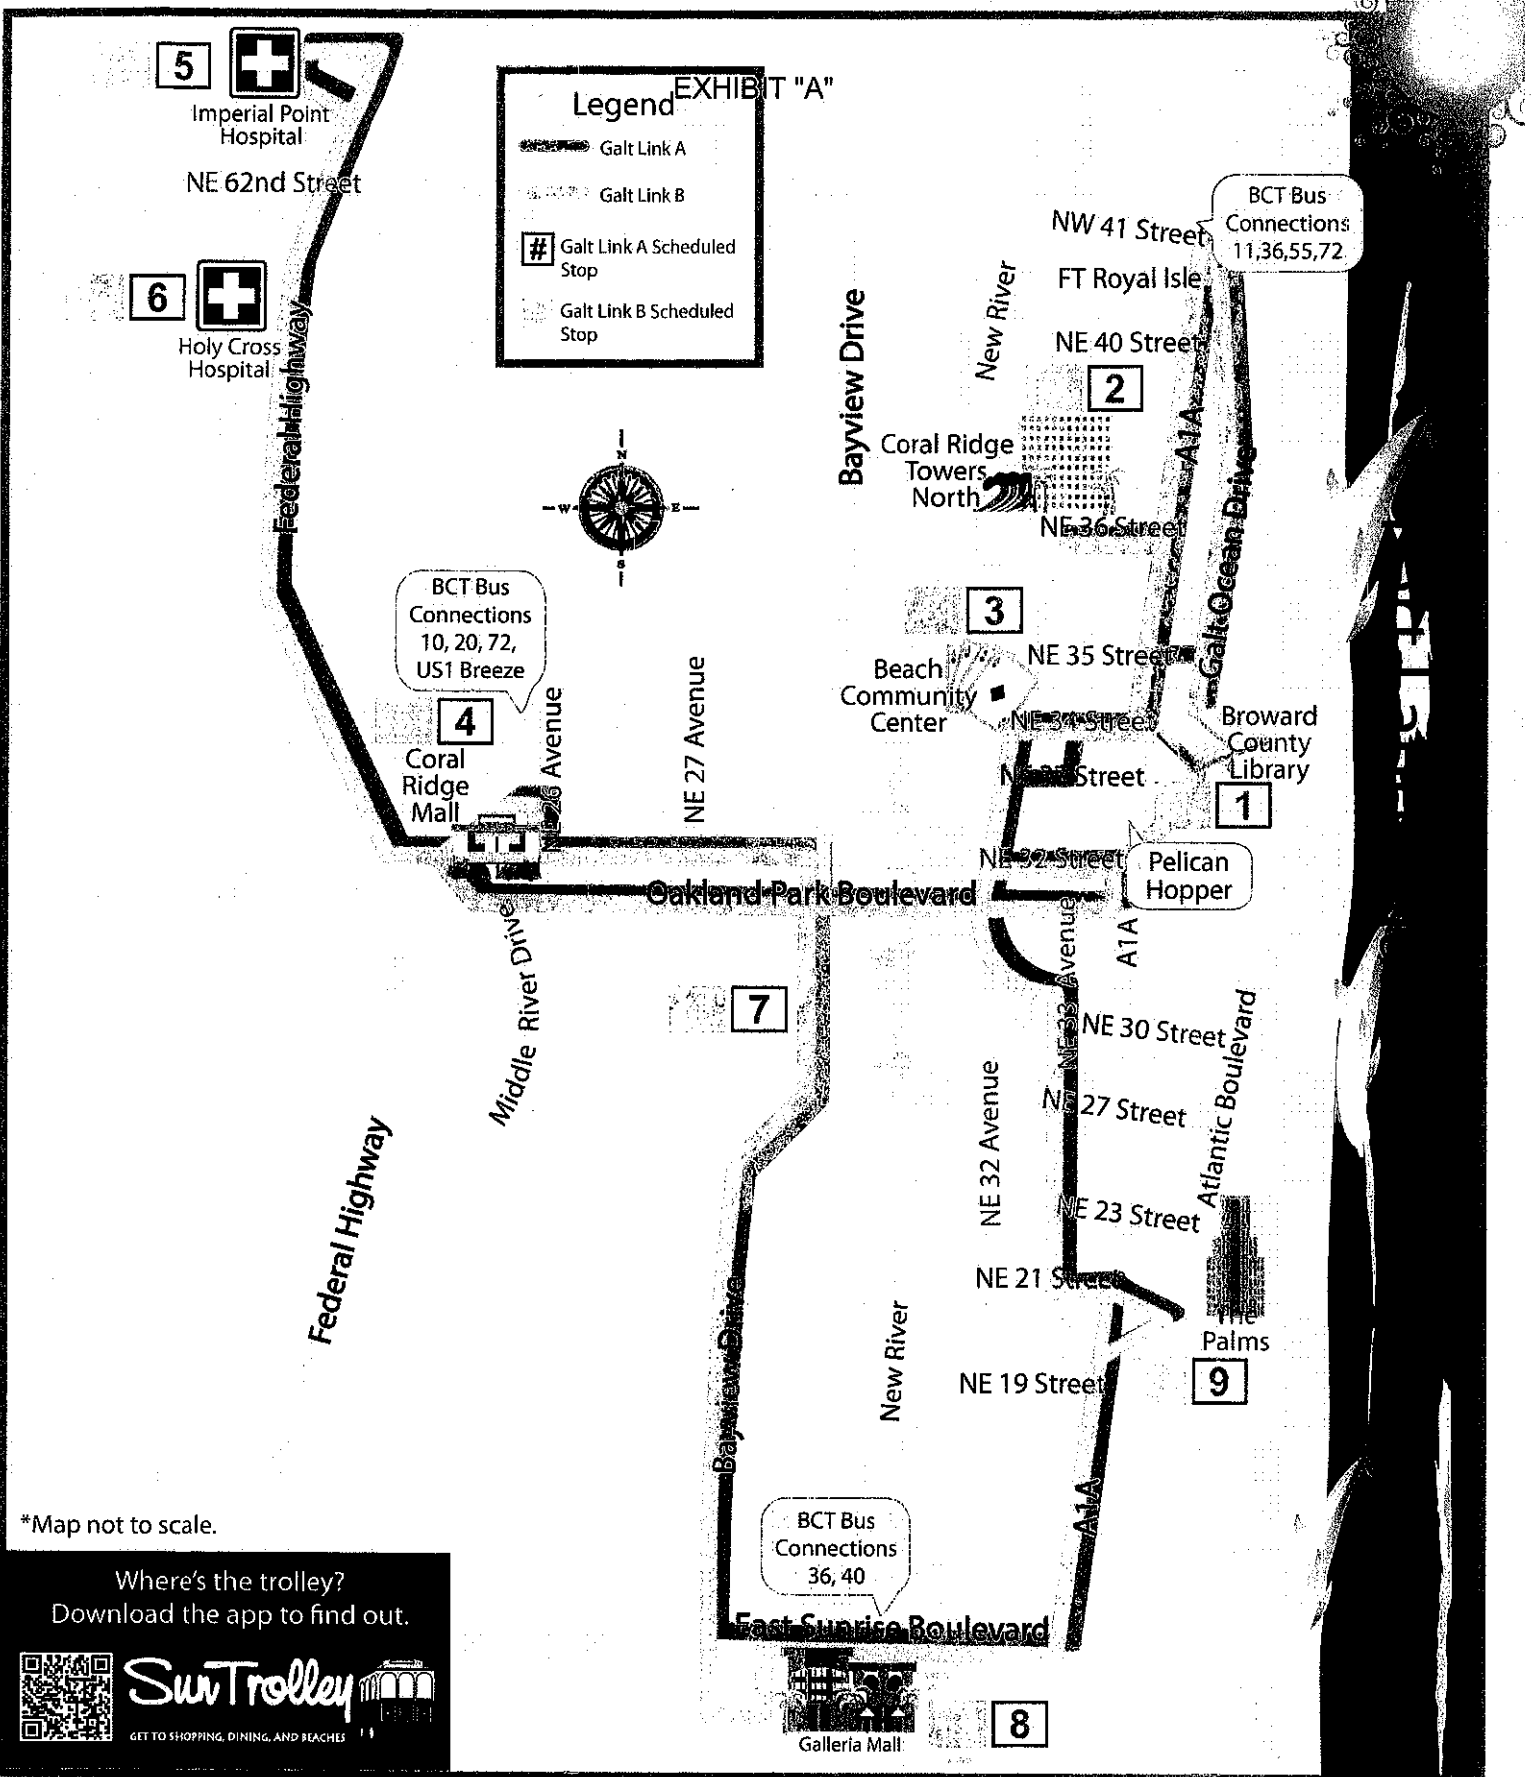 5
Imperial Point
Hospital
NE 62nd Street
6
Holy Cross
Hospital
Federal Highway
EXHIBIT "A"
Legend
Galt Link A
Galt Link B
# Galt Link A Scheduled
Stop
Galt Link B Scheduled
Stop
BCT Bus
Connections
11,36,55,72
NW 41 Street
FT Royal Isle
NE 40 Street
New River
Bayview Drive
2
A1A
Galt Ocean Drive
Coral Ridge
Towers
North
NE 36 Street
N
W
E
S
3
NE 35 Street
Beach
Community
Center
NE 34 Street
Broward
County
Library
1
Street
BCT Bus
Connections
10, 20, 72,
US1 Breeze
4
Coral
Ridge
Mall
NE 26 Avenue
NE 27 Avenue
NE 32 Street
Pelican
Hopper
Oakland Park Boulevard
Middle River Drive
NE 33 Avenue
A1A
7
NE 30 Street
NE 27 Street
NE 32 Avenue
Atlantic Boulevard
NE 23 Street
NE 21 Street
The
Palms
9
NE 19 Street
Federal Highway
Bayview Drive
New River
A1A
BCT Bus
Connections
36, 40
East Sunrise Boulevard
Galleria Mall
8
*Map not to scale.
Where's the trolley?
Download the app to find out.
Sun Trolley
GET TO SHOPPING, DINING, AND BEACHES